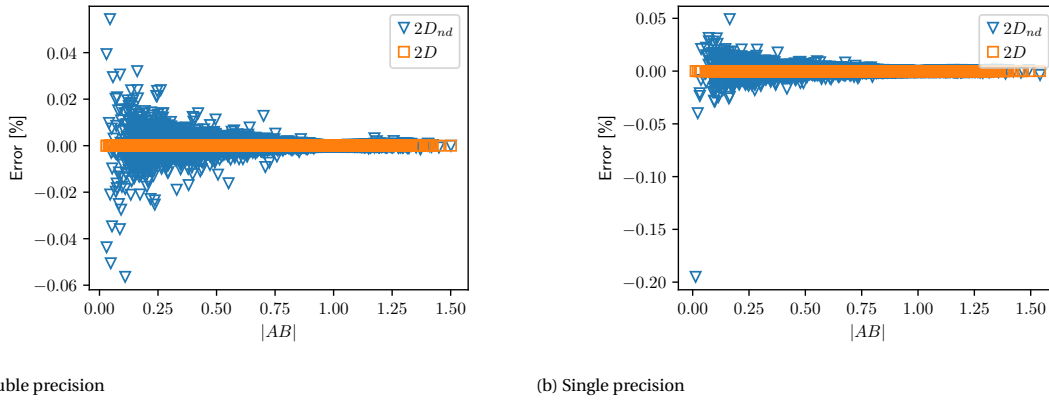 0.04
0.02
0.00
−0.02
−0.04
−0.06
Error [%]
0.00 0.25 0.50 0.75 1.00 1.25 1.50
|AB|
2D_nd
2D
uble precision
0.05
0.00
−0.05
−0.10
−0.15
−0.20
Error [%]
0.00 0.25 0.50 0.75 1.00 1.25 1.50
|AB|
2D_nd
2D
(b) Single precision